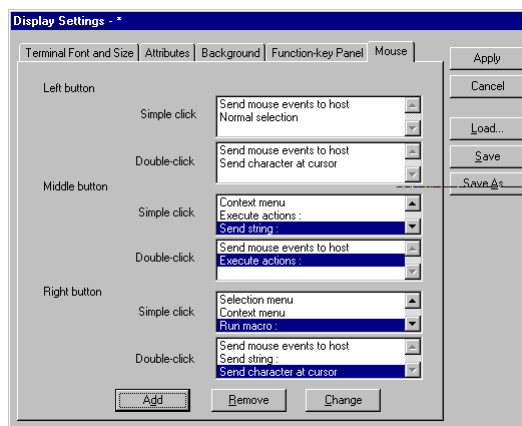 Display Settings - *
Terminal Font and Size Attributes Background Function-key Panel Mouse
Apply
Cancel
Load...
Save
Save As
Left button
Simple click
Send mouse events to host
Normal selection
Double-click
Send mouse events to host
Send character at cursor
Middle button
Simple click
Context menu
Execute actions :
Send string :
Double-click
Send mouse events to host
Execute actions :
Right button
Simple click
Selection menu
Context menu
Run macro :
Double-click
Send mouse events to host
Send string :
Send character at cursor
Add Remove Change